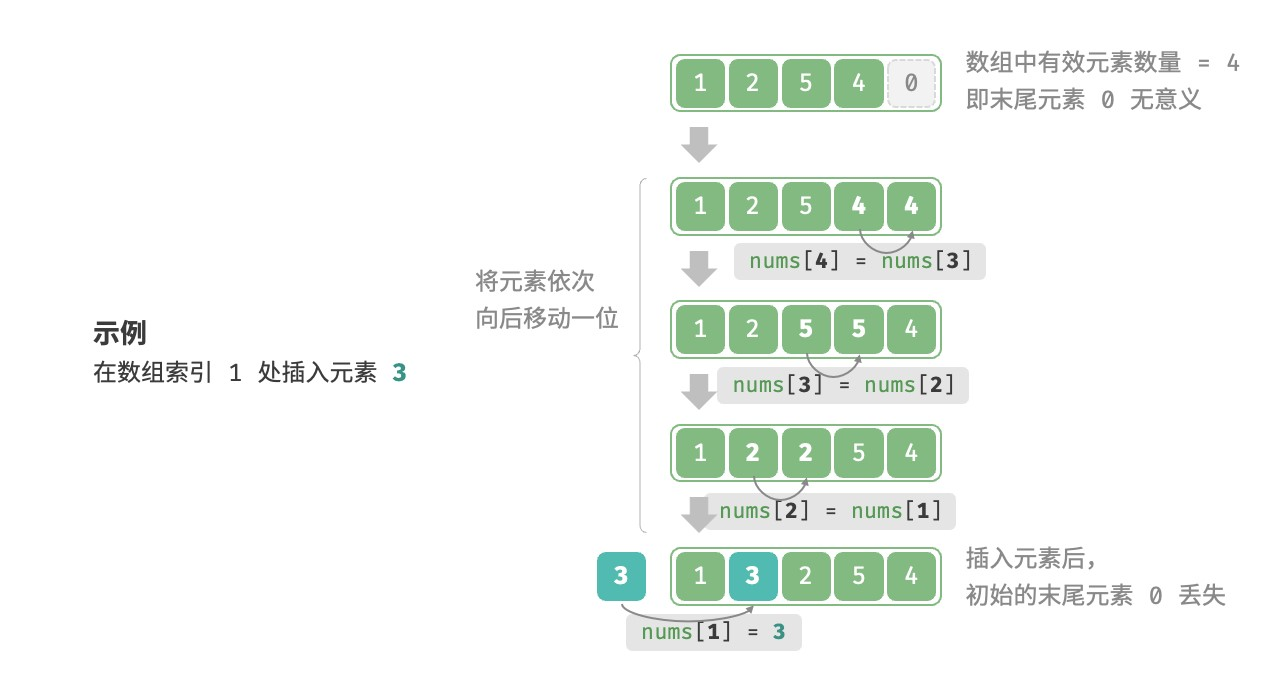 1 2 5 4 0
数组中有效元素数量 = 4
即末尾元素 0 无意义
1 2 5 4 4
nums[4] = nums[3]
将元素依次
向后移动一位
1 2 5 5 4
nums[3] = nums[2]
示例
在数组索引 1 处插入元素 3
1 2 2 5 4
nums[2] = nums[1]
3 1 3 2 5 4
插入元素后，
初始的末尾元素 0 丢失
nums[1] = 3